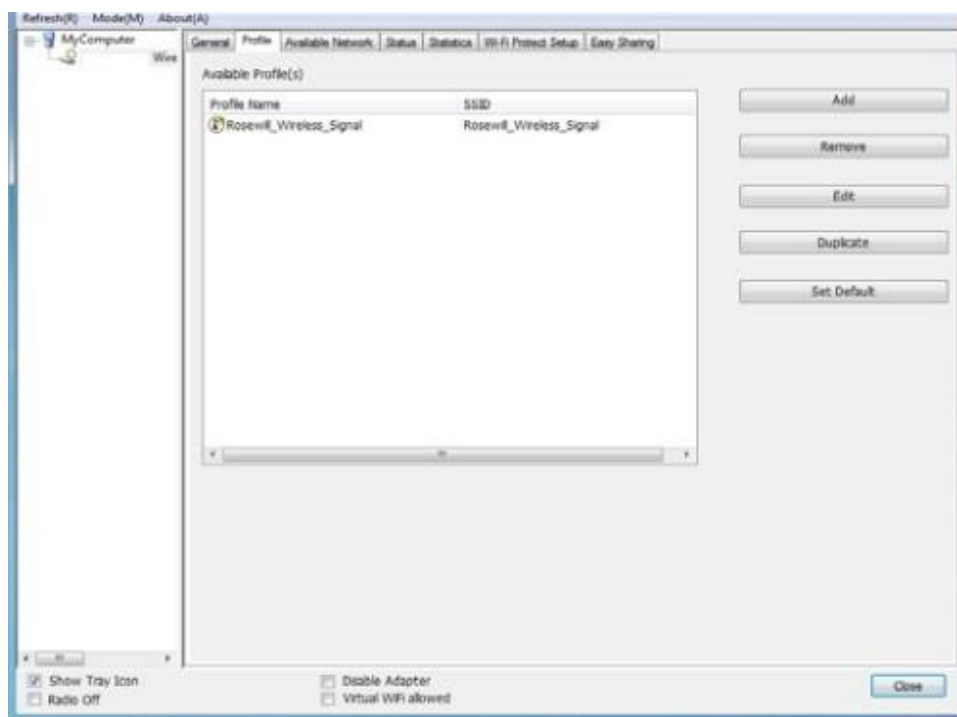 Refresh(R) Mode(M) About(A)
MyComputer
Wire
General Profile Available Network Status Statistics Wi-Fi Protect Setup Easy Sharing
Available Profile(s)
Profile Name SSID
Rosewill_Wireless_Signal Rosewill_Wireless_Signal
Add
Remove
Edit
Duplicate
Set Default
Show Tray Icon
Radio Off
Disable Adapter
Virtual WiFi allowed
Close